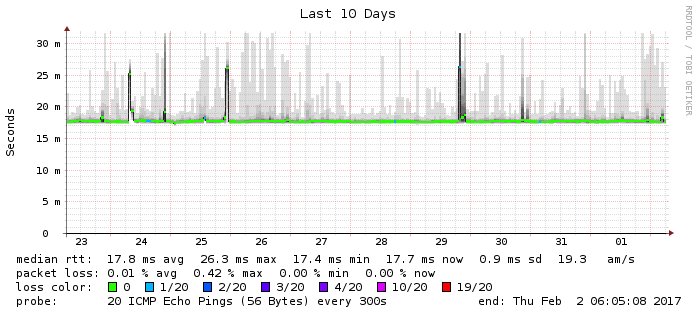 Last 10 Days
RRDTOOL / TOBI OETIKER
Seconds
30 m
25 m
20 m
15 m
10 m
5 m
0
23 24 25 26 27 28 29 30 31 01
median rtt: 17.8 ms avg 26.3 ms max 17.4 ms min 17.7 ms now 0.9 ms sd 19.3 am/s
packet loss: 0.01 % avg 0.42 % max 0.00 % min 0.00 % now
loss color: 0 1/20 2/20 3/20 4/20 10/20 19/20
probe: 20 ICMP Echo Pings (56 Bytes) every 300s end: Thu Feb 2 06:05:08 2017